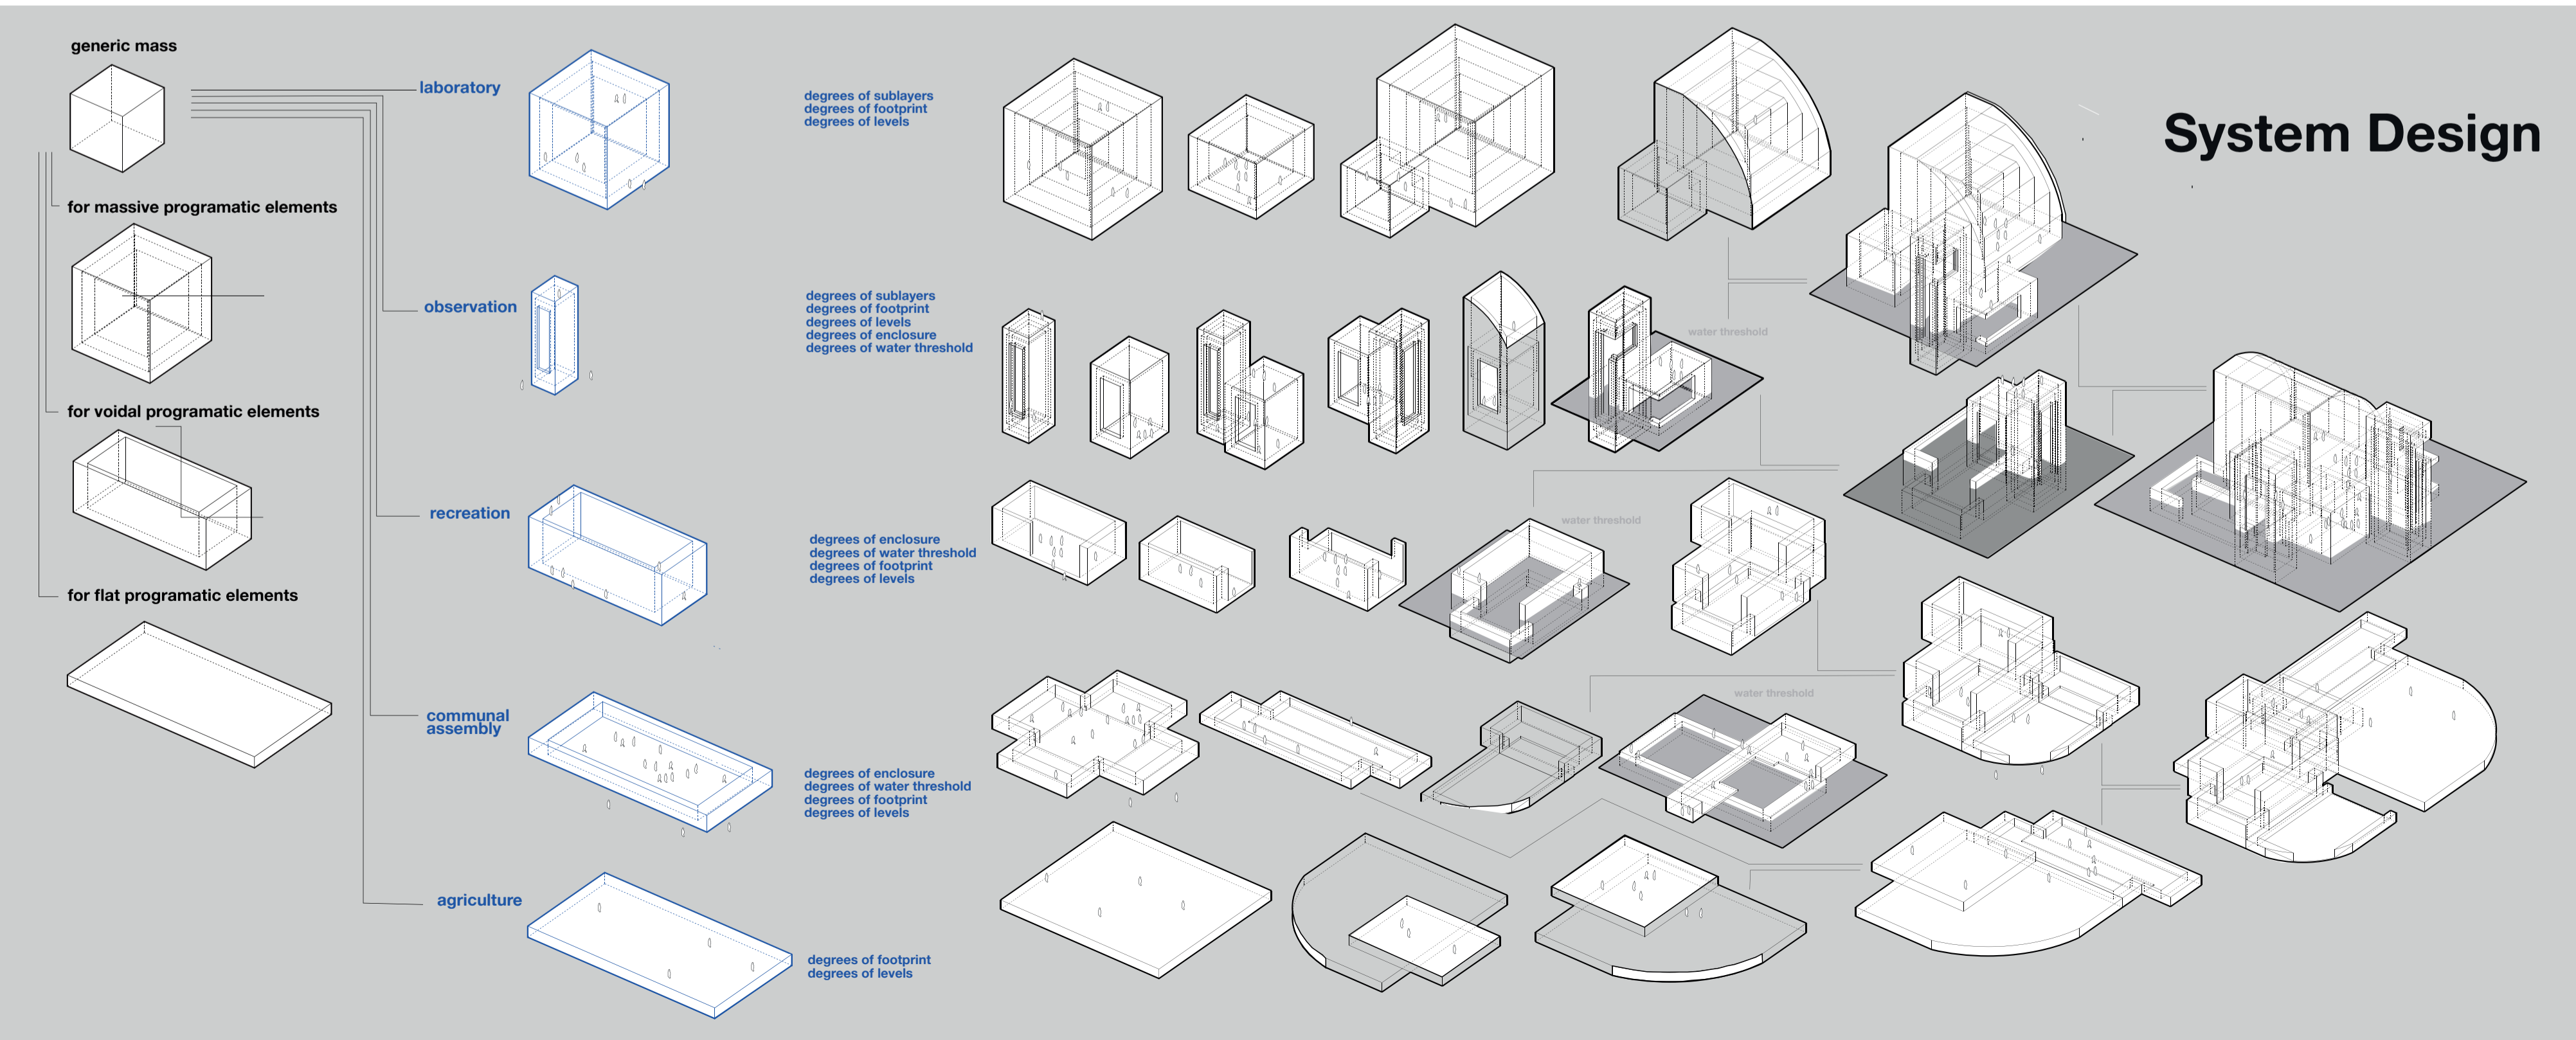 System Design
generic mass
for massive programatic elements
for voidal programatic elements
for flat programatic elements
laboratory
degrees of sublayers
degrees of footprint
degrees of levels
observation
degrees of sublayers
degrees of footprint
degrees of levels
degrees of enclosure
degrees of water threshold
water threshold
recreation
degrees of enclosure
degrees of water threshold
degrees of footprint
degrees of levels
water threshold
communal
assembly
degrees of enclosure
degrees of water threshold
degrees of footprint
degrees of levels
water threshold
agriculture
degrees of footprint
degrees of levels